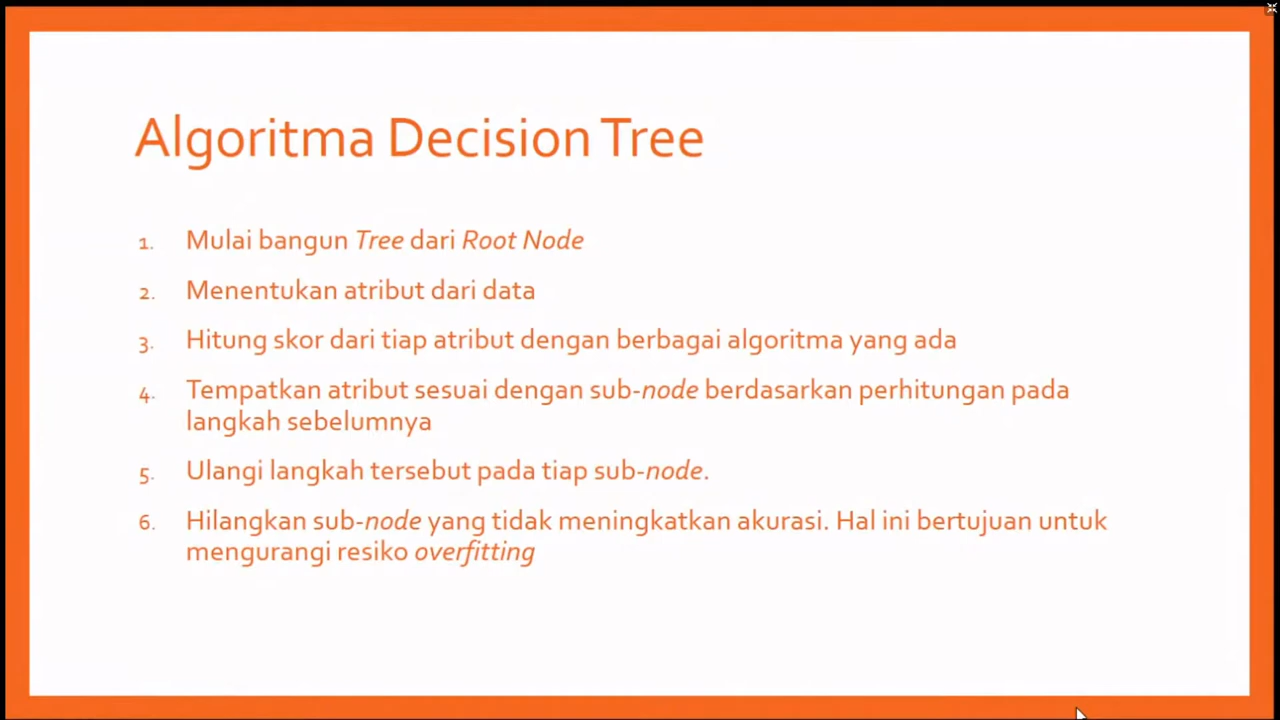 Algoritma Decision Tree
1. Mulai bangun Tree dari Root Node
2. Menentukan atribut dari data
3. Hitung skor dari tiap atribut dengan berbagai algoritma yang ada
4. Tempatkan atribut sesuai dengan sub-node berdasarkan perhitungan pada
langkah sebelumnya
5. Ulangi langkah tersebut pada tiap sub-node.
6. Hilangkan sub-node yang tidak meningkatkan akurasi. Hal ini bertujuan untuk
mengurangi resiko overfitting